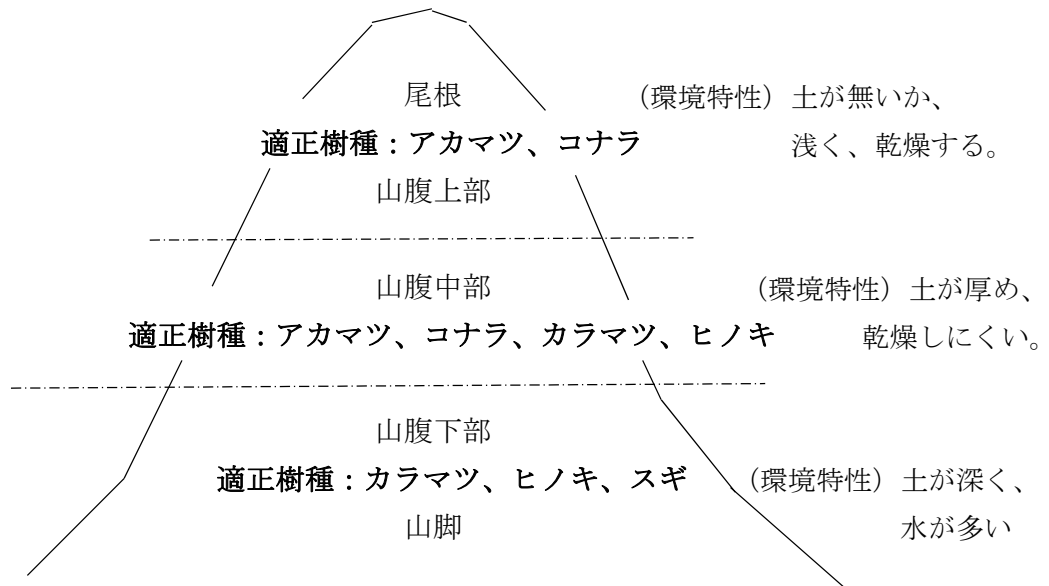 尾根
（環境特性）土が無いか、
適正樹種：アカマツ、コナラ
浅く、乾燥する。
山腹上部
山腹中部
（環境特性）土が厚め、
適正樹種：アカマツ、コナラ、カラマツ、ヒノキ
乾燥しにくい。
山腹下部
適正樹種：カラマツ、ヒノキ、スギ
（環境特性）土が深く、
山脚
水が多い